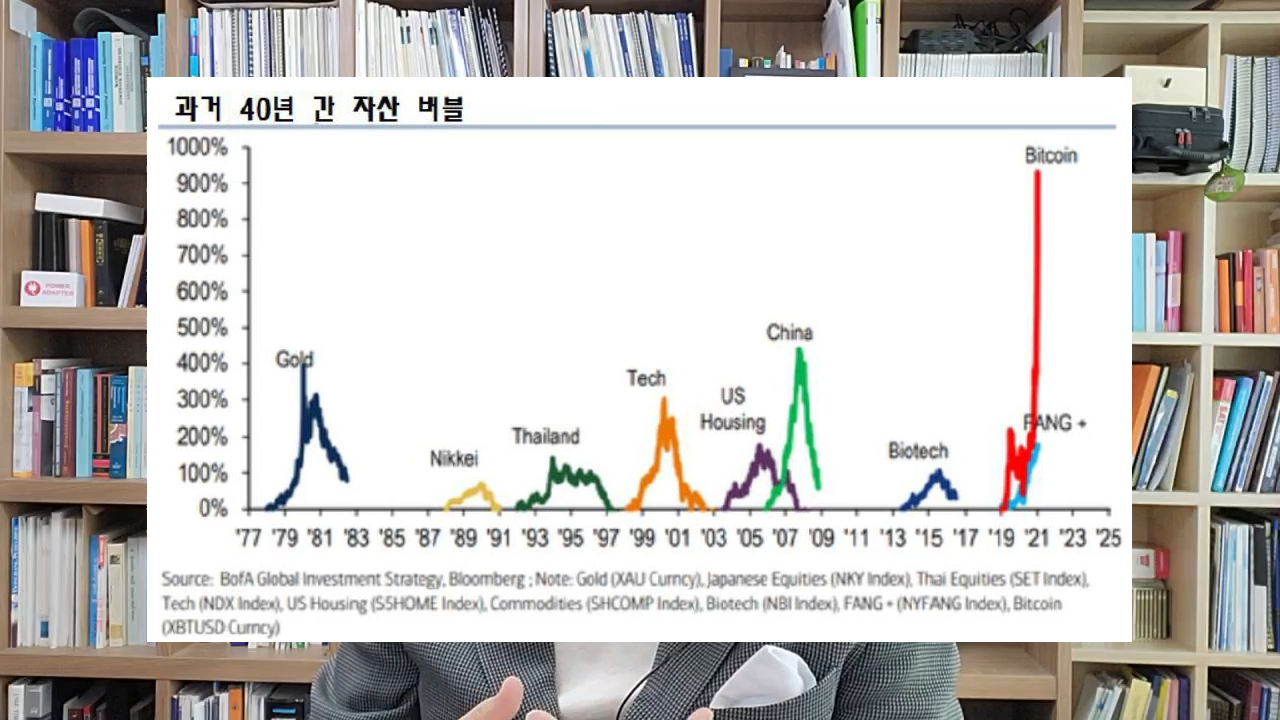 과거 40년 간 자산 버블
1000%
900%
800%
700%
600%
500%
400%
300%
200%
100%
0%
Gold
Nikkei
Thailand
Tech
US
Housing
China
Biotech
Bitcoin
FANG +
'77 '79 '81 '83 '85 '87 '89 '91 '93 '95 '97 '99 '01 '03 '05 '07 '09 '11 '13 '15 '17 '19 '21 '23 '25
Source: BofA Global Investment Strategy, Bloomberg ; Note: Gold (XAU Curncy), Japanese Equities (NKY Index), Thai Equities (SET Index),
Tech (NDX Index), US Housing (S5HOME Index), Commodities (SHCOMP Index), Biotech (NBI Index), FANG + (NYFANG Index), Bitcoin
(XBTUSD Curncy)
POWER
ADAPTER